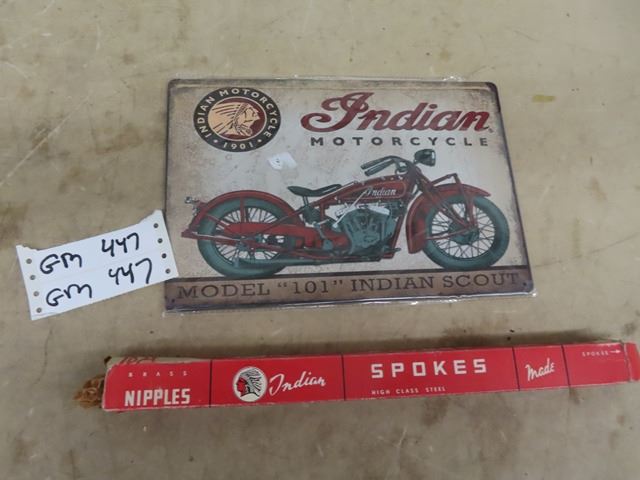 INDIAN MOTORCYCLE
1901
Indian
MOTORCYCLE
Indian
MODEL "101" INDIAN SCOUT
GM 447
GM 447
BRASS
NIPPLES
Indian
SPOKES
HIGH CLASS STEEL
Made
SPOKES